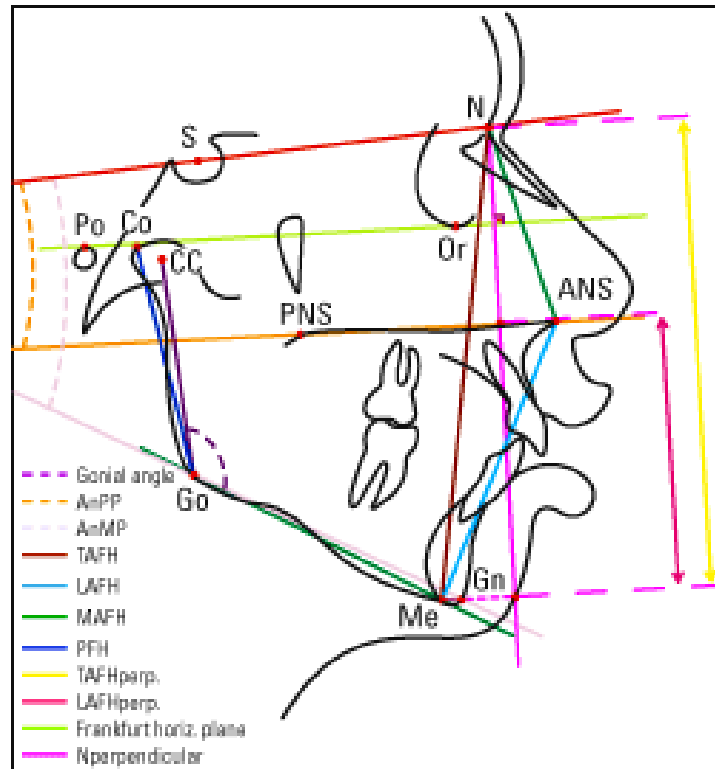 N
S
Po Co
CC
Or
ANS
PNS
Gonial angle
Go
AnPP
AnMP
TAFH
LAFH
Gn
MAFH
Me
PFH
TAFHperp.
LAFHperp.
Frankfurt horiz. plane
Nperpendicular